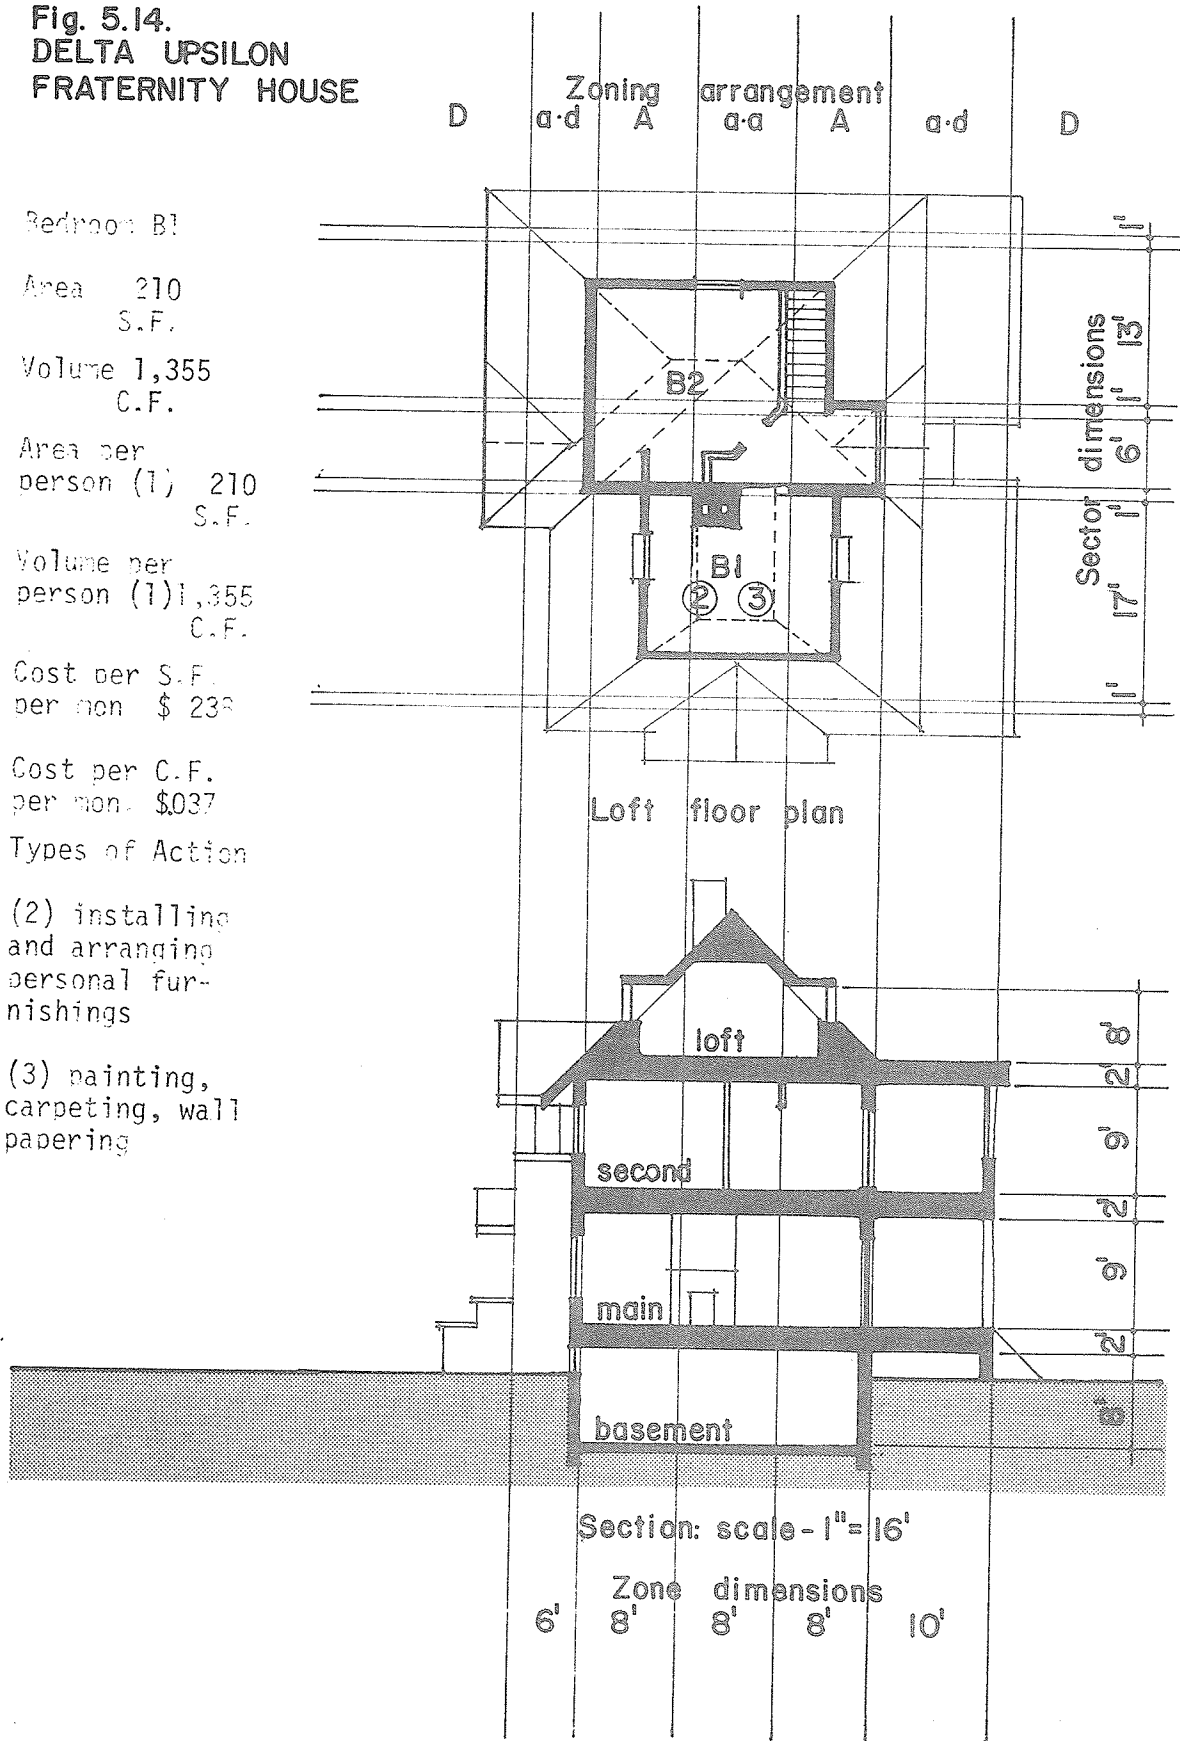 Fig. 5.14.
DELTA UPSILON
FRATERNITY HOUSE
Zoning arrangement
D a·d A a·a A a·d D
Bedroom B1
Area 210
S.F.
Volume 1,355
C.F.
Area per
person (1) 210
S.F.
Volume per
person (1)1,355
C.F.
Cost per S.F.
per mon $ 238
Cost per C.F.
per mon. $.037
Types of Action
(2) installing
and arranging
personal fur-
nishings
(3) painting,
carpeting, wall
papering
B2
B1
2 3
Sector dimensions
1'
13'
1'
6'
1'
17'
1'
Loft floor plan
loft
second
main
basement
8'
2'
9'
2'
9'
2'
8'
Section: scale - 1"= 16'
Zone dimensions
6' 8' 8' 8' 10'